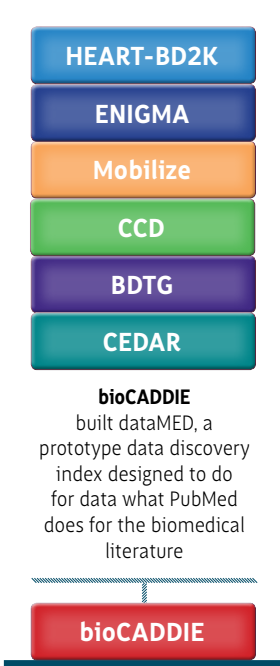 HEART-BD2K
ENIGMA
Mobilize
CCD
BDTG
CEDAR
bioCADDIE
built dataMED, a
prototype data discovery
index designed to do
for data what PubMed
does for the biomedical
literature
bioCADDIE